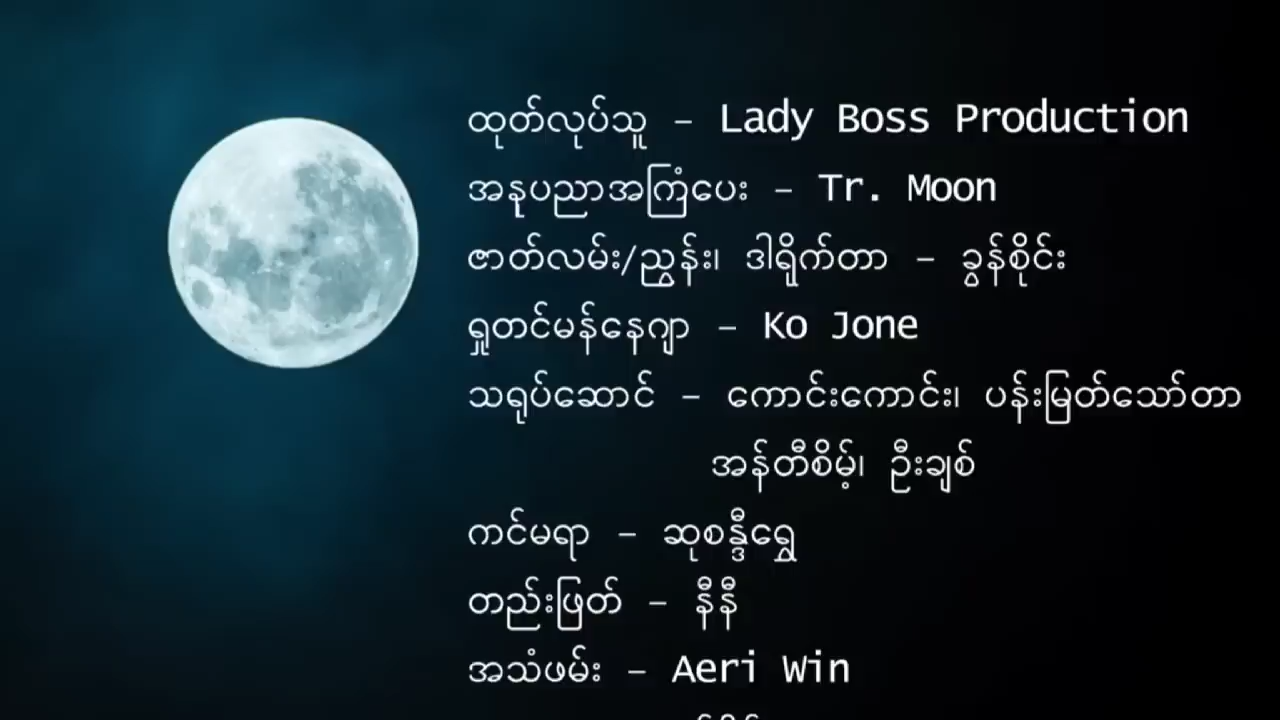 ထုတ်လုပ်သူ – Lady Boss Production
အနုပညာအကြံပေး – Tr. Moon
ဇာတ်လမ်း/ညွှန်း၊ ဒါရိုက်တာ – ခွန်စိုင်း
ရှုတင်မန်နေဂျာ – Ko Jone
သရုပ်ဆောင် – ကောင်းကောင်း၊ ပန်းမြတ်သော်တာ
အန်တီစိမ့်၊ ဦးချစ်
ကင်မရာ – ဆုစန္ဒီရွှေ
တည်းဖြတ် – နီနီ
အသံဖမ်း – Aeri Win